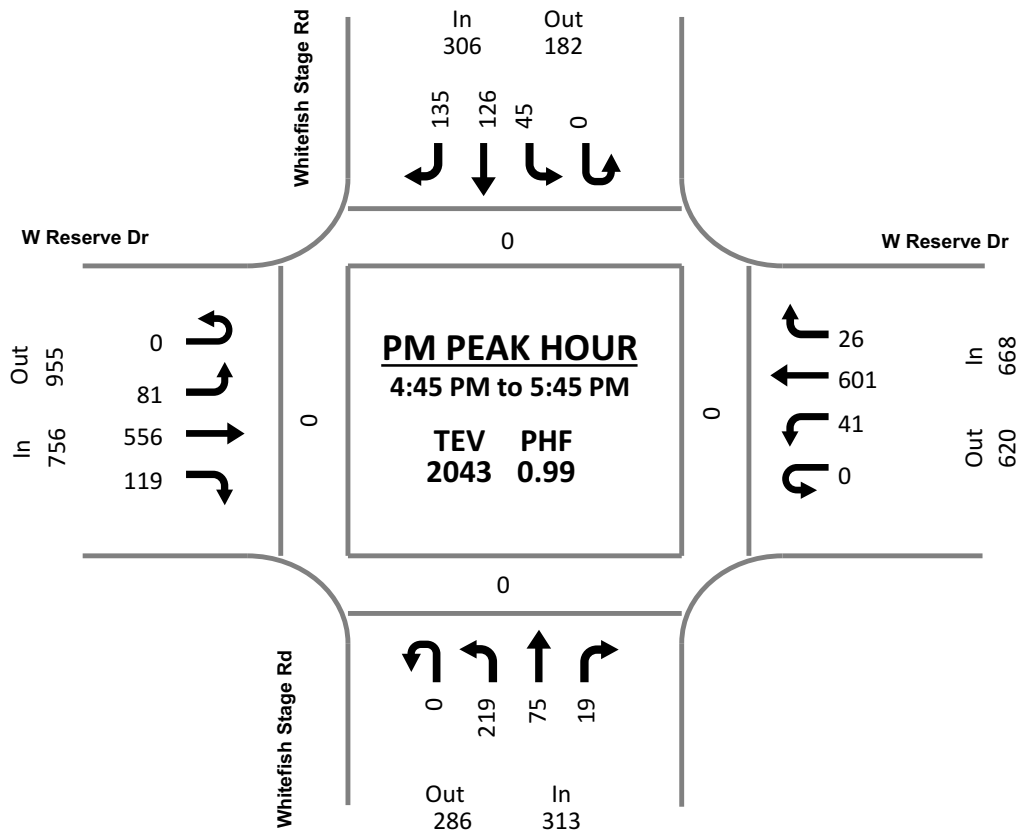 In Out
306 182
Whitefish Stage Rd
135 126 45 0
W Reserve Dr
0
W Reserve Dr
Out 955
In 756
0
81
556
119
0
PM PEAK HOUR
4:45 PM to 5:45 PM
TEV PHF
2043 0.99
0
26
601
41
0
In 668
Out 620
0
Whitefish Stage Rd
0 219 75 19
Out In
286 313